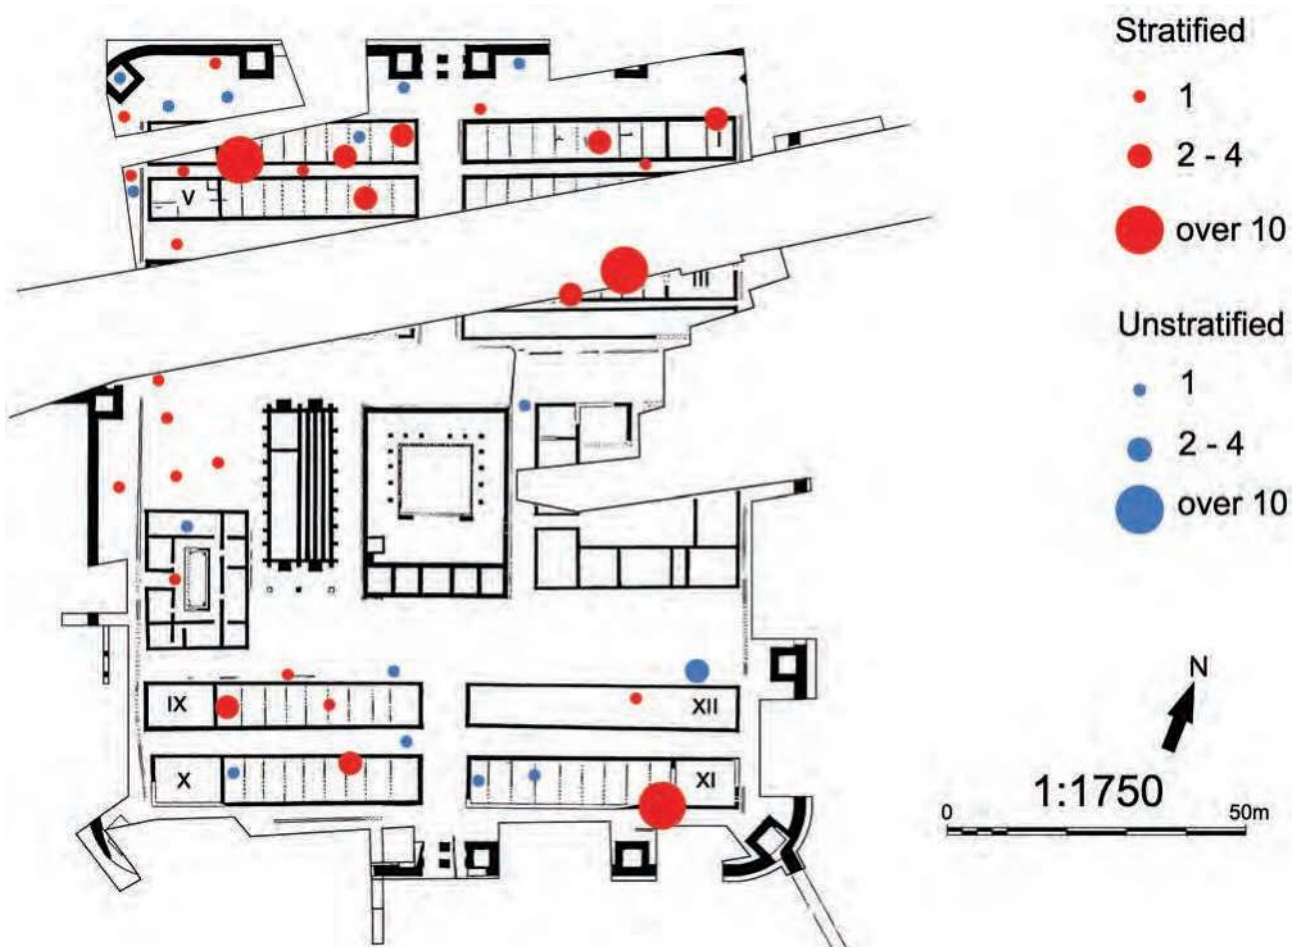 Stratified
1
2 - 4
over 10
Unstratified
1
2 - 4
over 10
I
V
III
IX
XII
X
XI
N
1:1750
0 50m